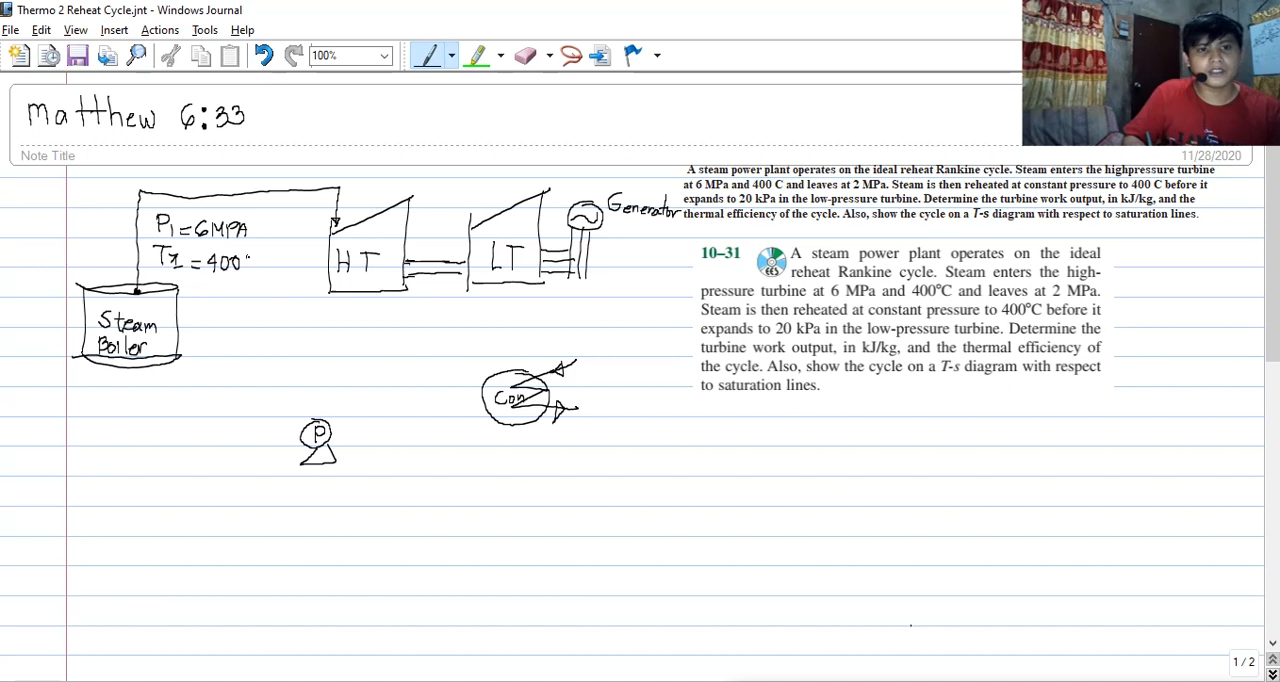 Thermo 2 Reheat Cycle.jnt - Windows Journal
File Edit View Insert Actions Tools Help
100%
Matthew 6:33
Note Title
11/28/2020
A steam power plant operates on the ideal reheat Rankine cycle. Steam enters the highpressure turbine
at 6 MPa and 400 C and leaves at 2 MPa. Steam is then reheated at constant pressure to 400 C before it
expands to 20 kPa in the low-pressure turbine. Determine the turbine work output, in kJ/kg, and the
thermal efficiency of the cycle. Also, show the cycle on a T-s diagram with respect to saturation lines.
P1 = 6MPA
T1 = 400°
HT
LT
Generator
Steam
Boiler
Con
P
10–31 A steam power plant operates on the ideal
EES
reheat Rankine cycle. Steam enters the high-
pressure turbine at 6 MPa and 400°C and leaves at 2 MPa.
Steam is then reheated at constant pressure to 400°C before it
expands to 20 kPa in the low-pressure turbine. Determine the
turbine work output, in kJ/kg, and the thermal efficiency of
the cycle. Also, show the cycle on a T-s diagram with respect
to saturation lines.
1 / 2